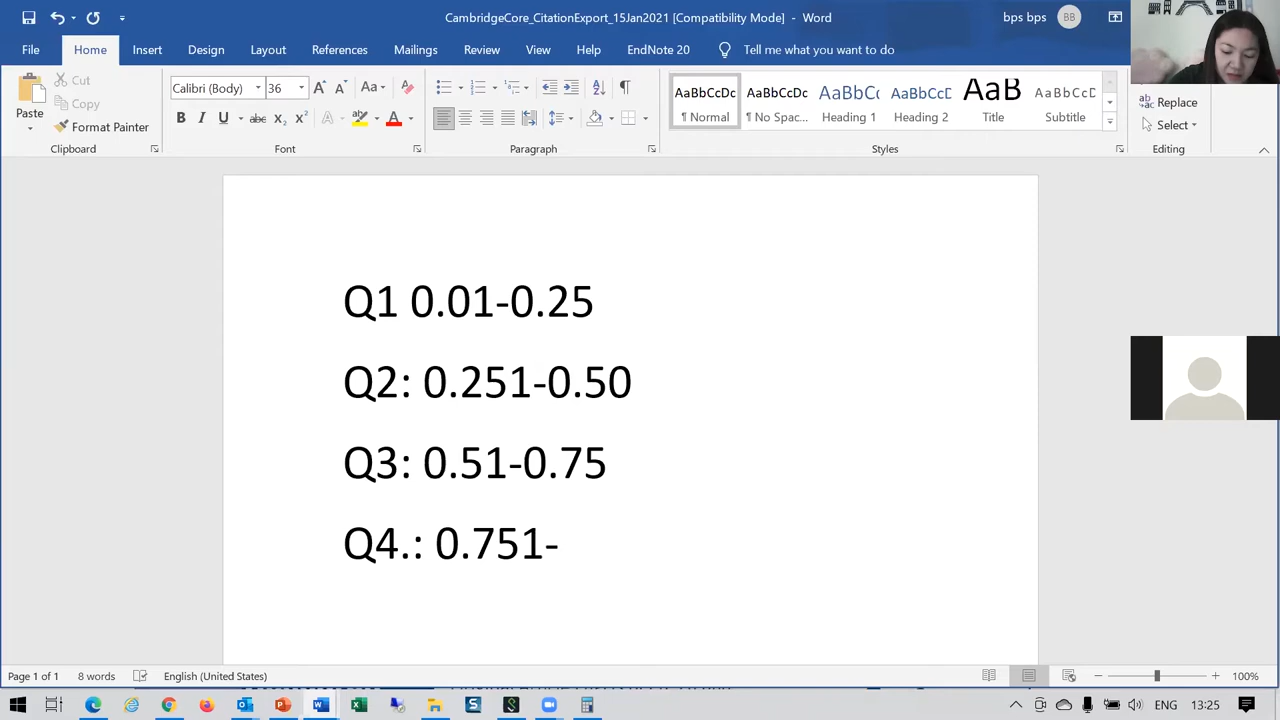 CambridgeCore_CitationExport_15Jan2021 [Compatibility Mode] - Word
bps bps
BB
File
Home
Insert
Design
Layout
References
Mailings
Review
View
Help
EndNote 20
Tell me what you want to do
Paste
Cut
Copy
Format Painter
Clipboard
Calibri (Body)
36
Font
Paragraph
AaBbCcDc
¶ Normal
AaBbCcDc
¶ No Spac...
AaBbCc
Heading 1
AaBbCcD
Heading 2
AaB
Title
AaBbCcD
Subtitle
Styles
Replace
Select
Editing
Q1 0.01-0.25
Q2: 0.251-0.50
Q3: 0.51-0.75
Q4.: 0.751-
Page 1 of 1
8 words
English (United States)
100%
ENG
13:25